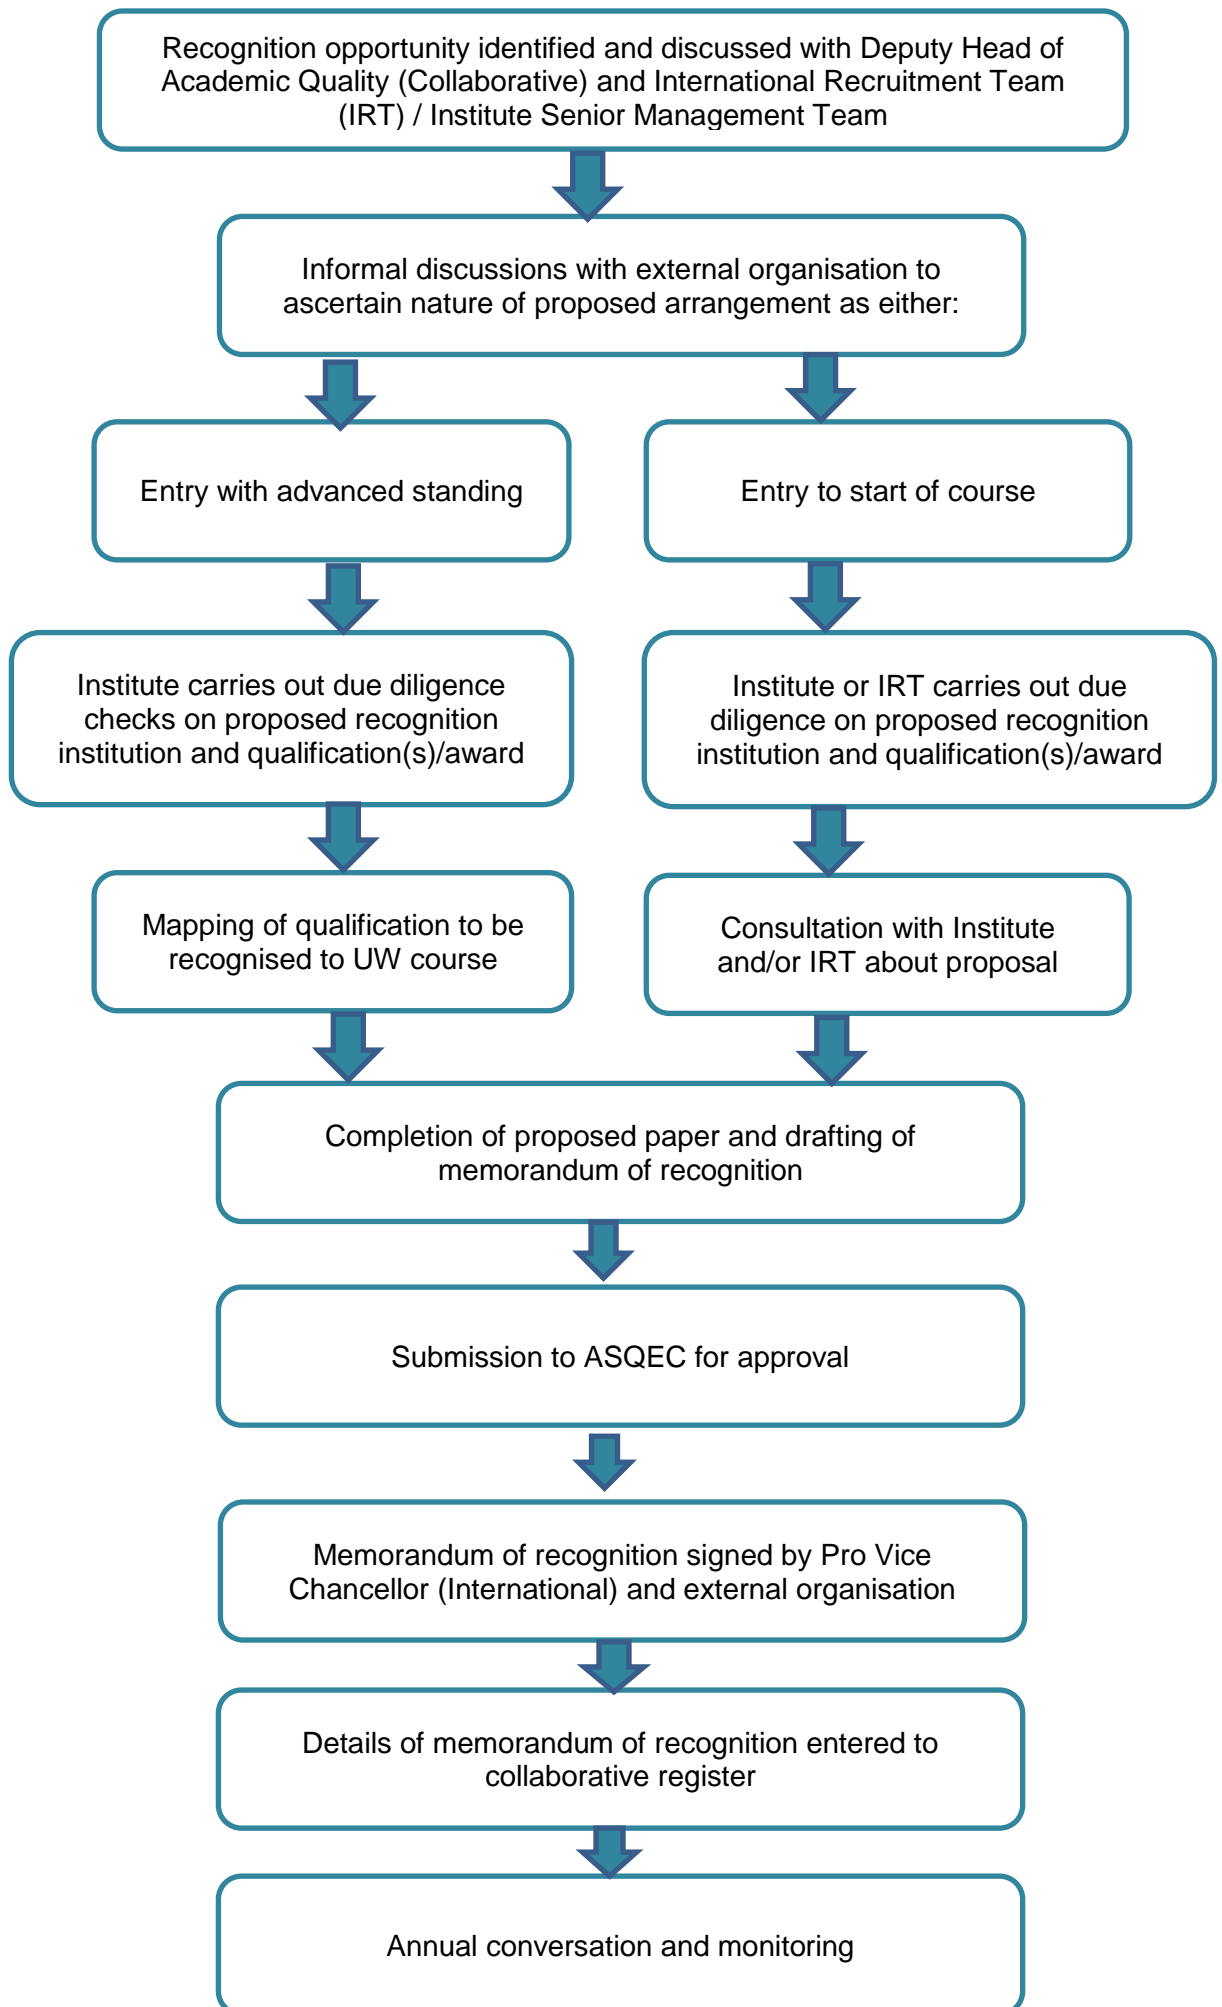 Recognition opportunity identified and discussed with Deputy Head of
Academic Quality (Collaborative) and International Recruitment Team
(IRT) / Institute Senior Management Team
Informal discussions with external organisation to
ascertain nature of proposed arrangement as either:
Entry with advanced standing
Entry to start of course
Institute carries out due diligence
checks on proposed recognition
institution and qualification(s)/award
Institute or IRT carries out due
diligence on proposed recognition
institution and qualification(s)/award
Mapping of qualification to be
recognised to UW course
Consultation with Institute
and/or IRT about proposal
Completion of proposed paper and drafting of
memorandum of recognition
Submission to ASQEC for approval
Memorandum of recognition signed by Pro Vice
Chancellor (International) and external organisation
Details of memorandum of recognition entered to
collaborative register
Annual conversation and monitoring